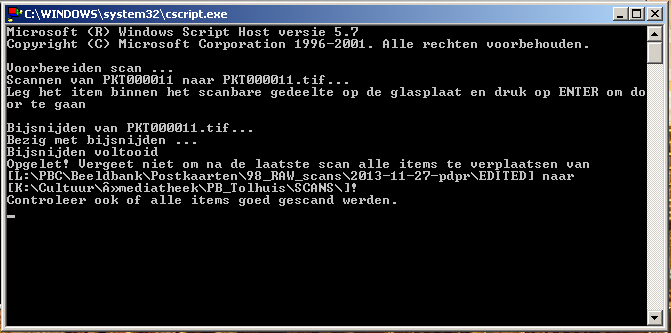 C:\WINDOWS\system32\cscript.exe
Microsoft (R) Windows Script Host versie 5.7
Copyright (C) Microsoft Corporation 1996-2001. Alle rechten voorbehouden.
Voorbereiden scan ...
Scannen van PKT000011 naar PKT000011.tif...
Leg het item binnen het scanbare gedeelte op de glasplaat en druk op ENTER om do
or te gaan
Bijsnijden van PKT000011.tif...
Bezig met bijsnijden ...
Bijsnijden voltooid
Opgelet! Vergeet niet om na de laatste scan alle items te verplaatsen van
[L:\PBC\Beeldbank\Postkaarten\98_RAW_scans\2013-11-27-pdpr\EDITED] naar
[K:\Cultuur\â»mediatheek\PB_Tolhuis\SCANS\]!
Controleer ook of alle items goed gescand werden.